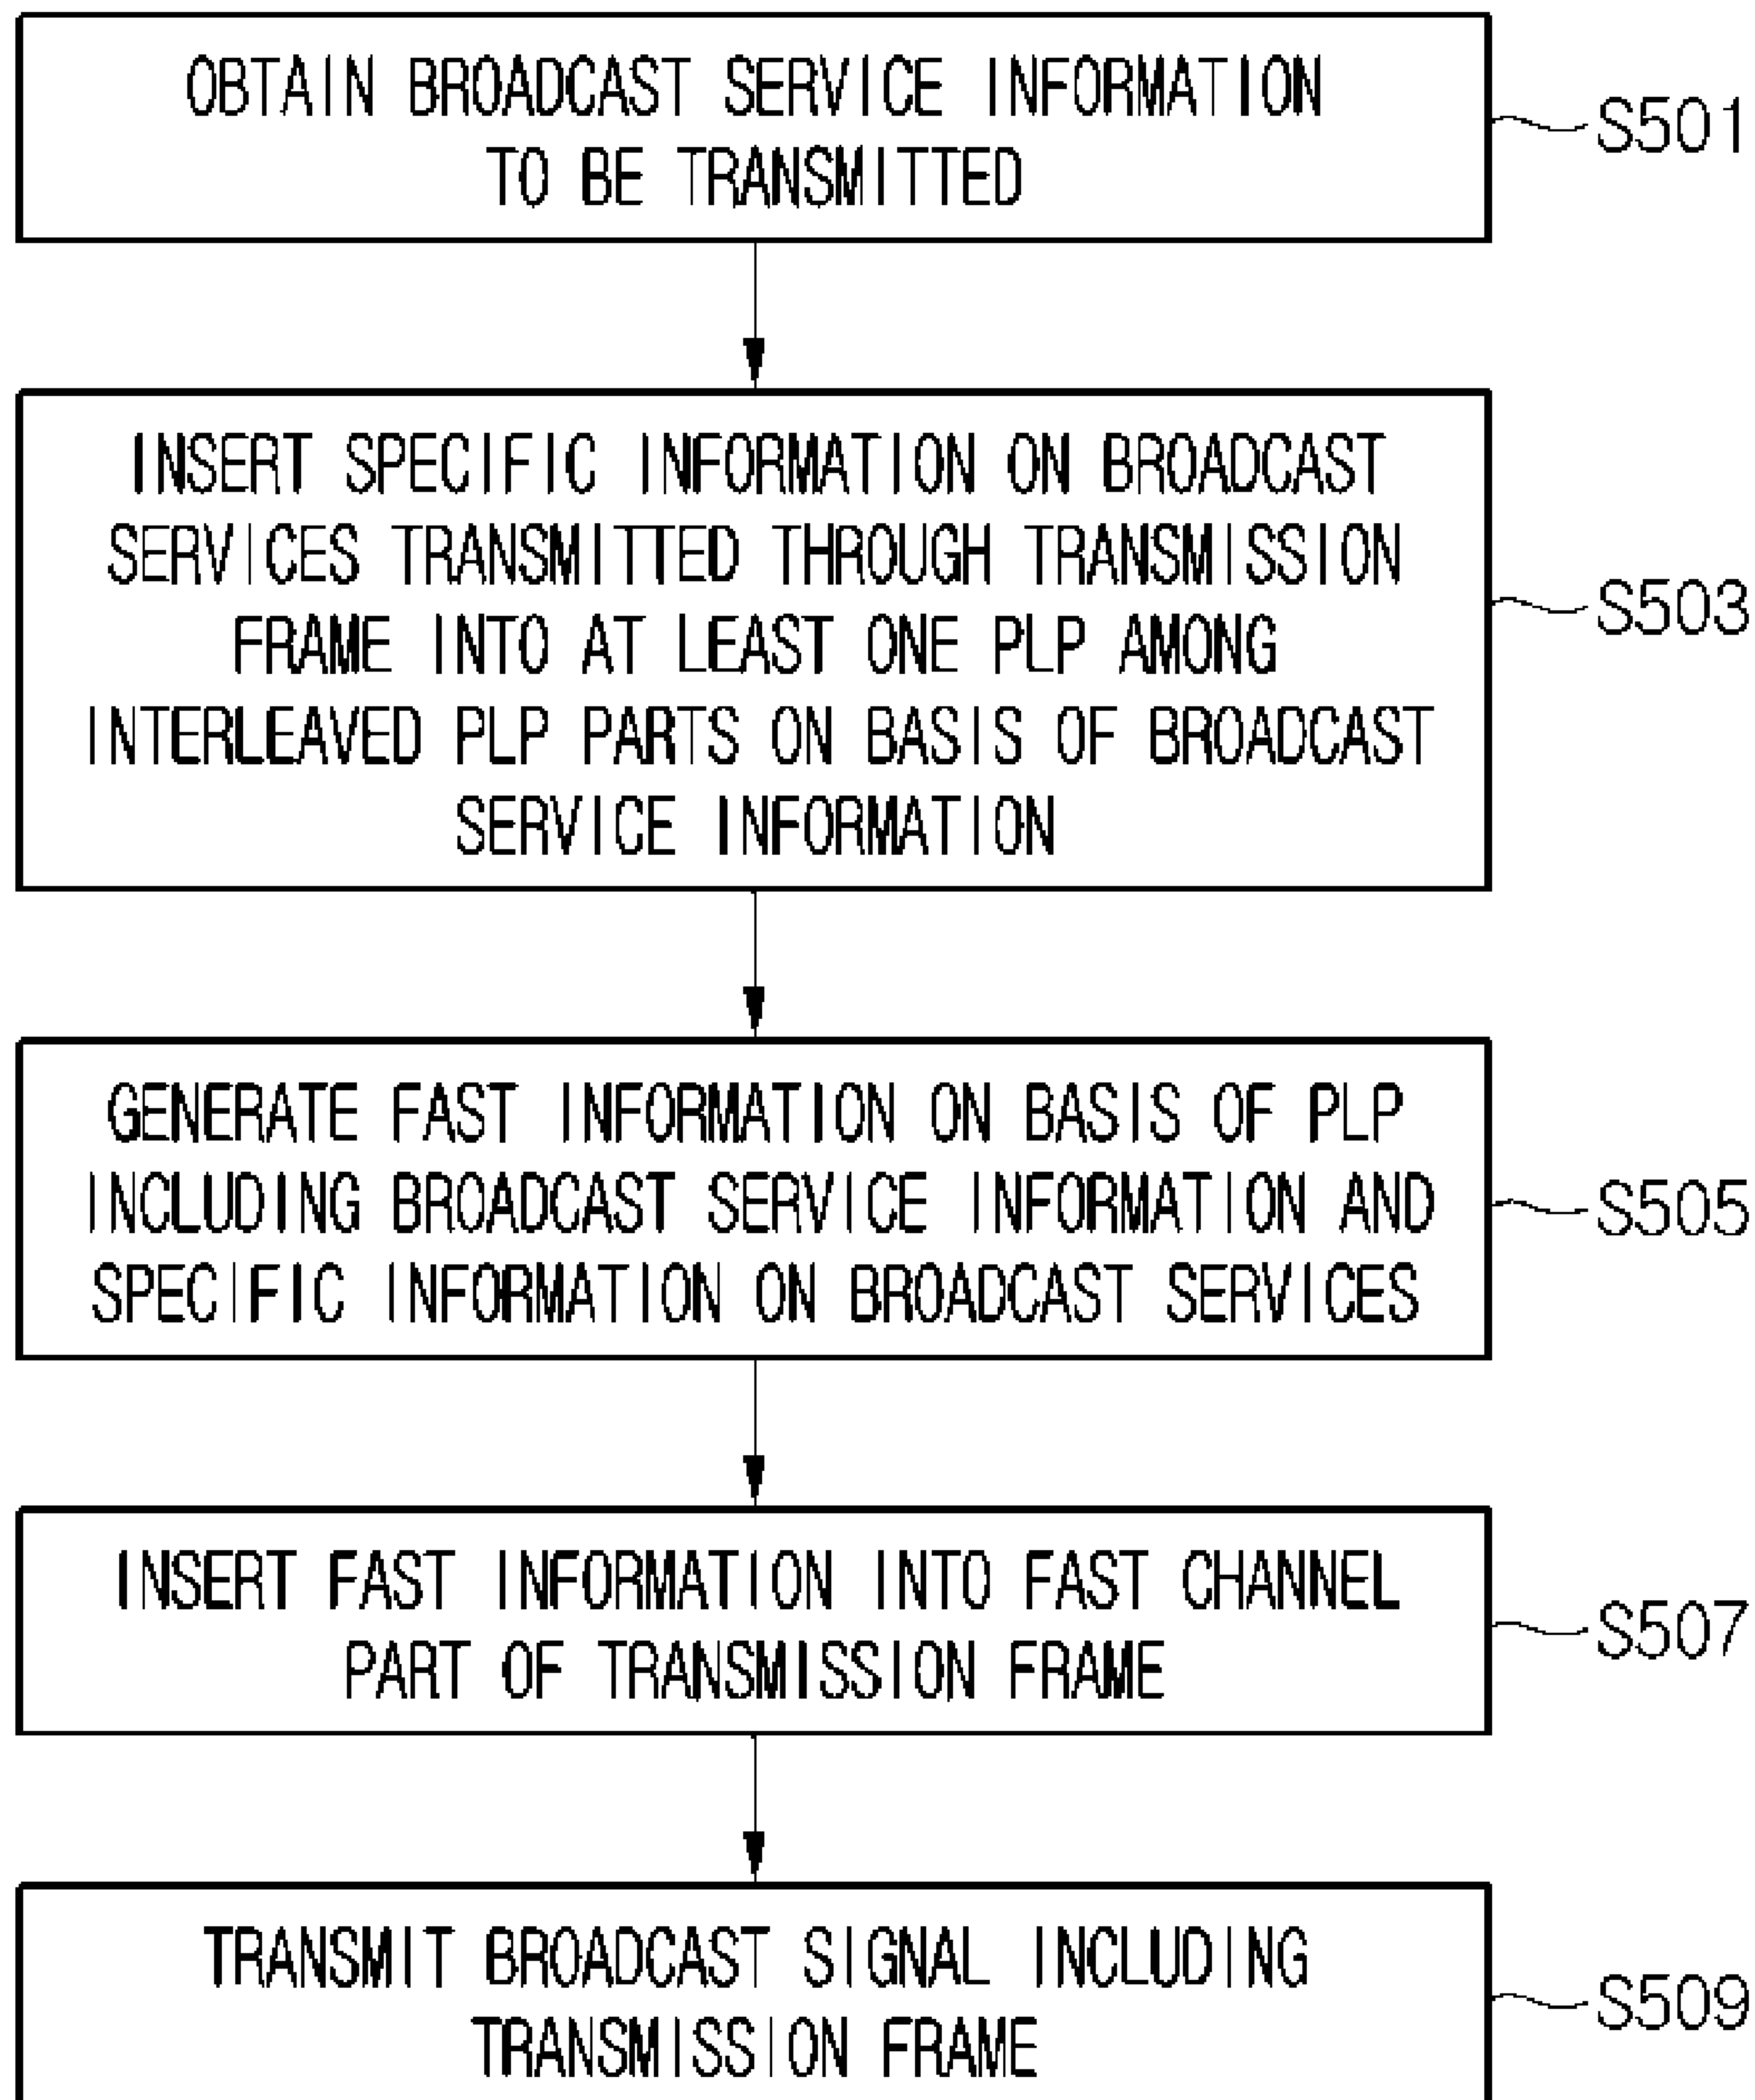 OBTAIN BROADCAST SERVICE INFORMATION
TO BE TRANSMITTED
S501
INSERT SPECIFIC INFORMATION ON BROADCAST
SERVICES TRANSMITTED THROUGH TRANSMISSION
FRAME INTO AT LEAST ONE PLP AMONG
INTERLEAVED PLP PARTS ON BASIS OF BROADCAST
SERVICE INFORMATION
S503
GENERATE FAST INFORMATION ON BASIS OF PLP
INCLUDING BROADCAST SERVICE INFORMATION AND
SPECIFIC INFORMATION ON BROADCAST SERVICES
S505
INSERT FAST INFORMATION INTO FAST CHANNEL
PART OF TRANSMISSION FRAME
S507
TRANSMIT BROADCAST SIGNAL INCLUDING
TRANSMISSION FRAME
S509